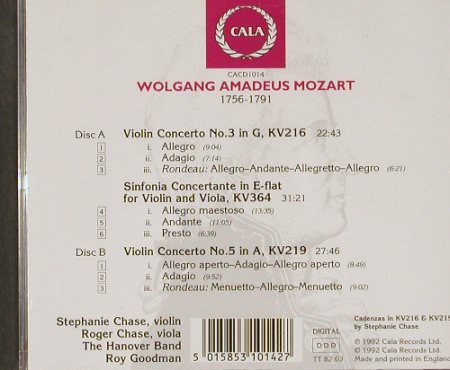 CALA
CACD1014
WOLGANG AMADEUS MOZART
1756-1791
Disc A Violin Concerto No.3 in G, KV216 22:43
1 i. Allegro (9:04)
2 ii. Adagio (7:14)
3 iii. Rondeau: Allegro–Andante–Allegretto–Allegro (6:21)
Sinfonia Concertante in E-flat
for Violin and Viola, KV364 31:21
4 i. Allegro maestoso (13:35)
5 ii. Andante (11:05)
6 iii. Presto (6:39)
Disc B Violin Concerto No.5 in A, KV219 27:46
1 i. Allegro aperto–Adagio–Allegro aperto (8:49)
2 ii. Adagio (9:52)
3 iii. Rondeau: Menuetto–Allegro–Menuetto (9:02)
Stephanie Chase, violin
Roger Chase, viola
The Hanover Band
Roy Goodman
5 015853 101427
DIGITAL
DDD
TT 82:03
Cadenzas in KV216 & KV219
by Stephanie Chase
℗ 1992 Cala Records Ltd.
© 1992 Cala Records Ltd.
Made and printed in England